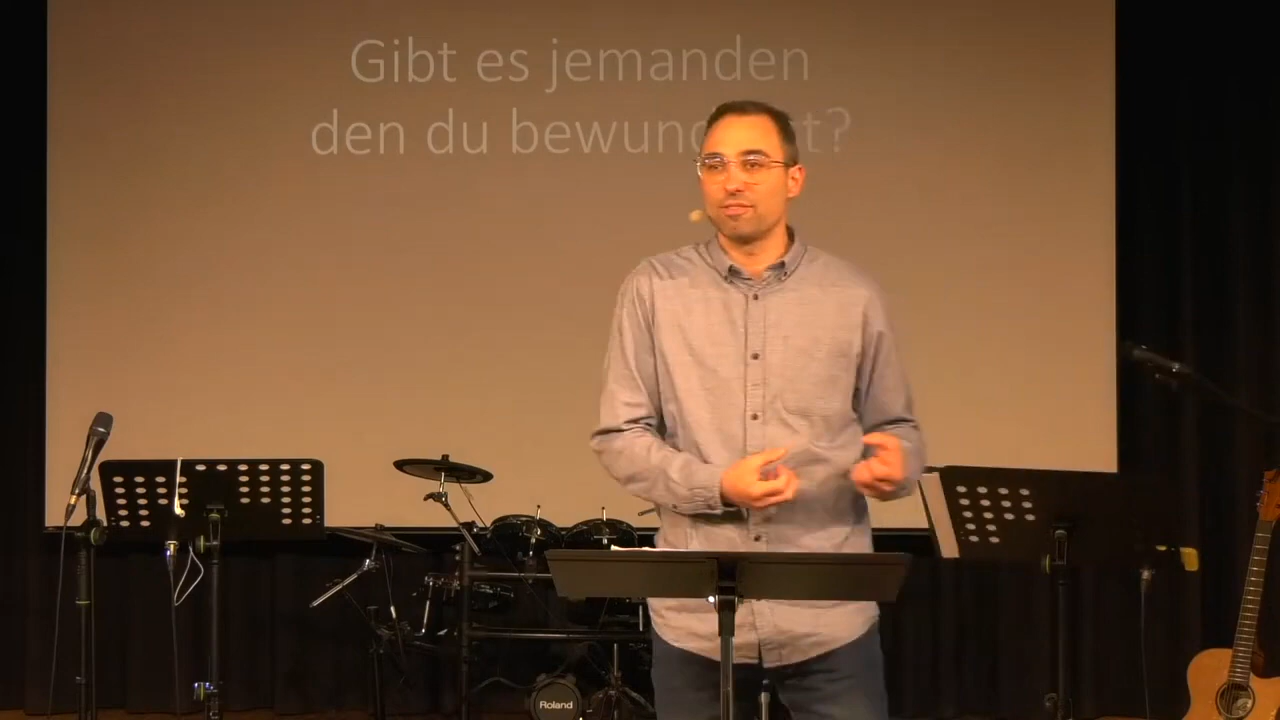 Gibt es jemanden
den du
Roland